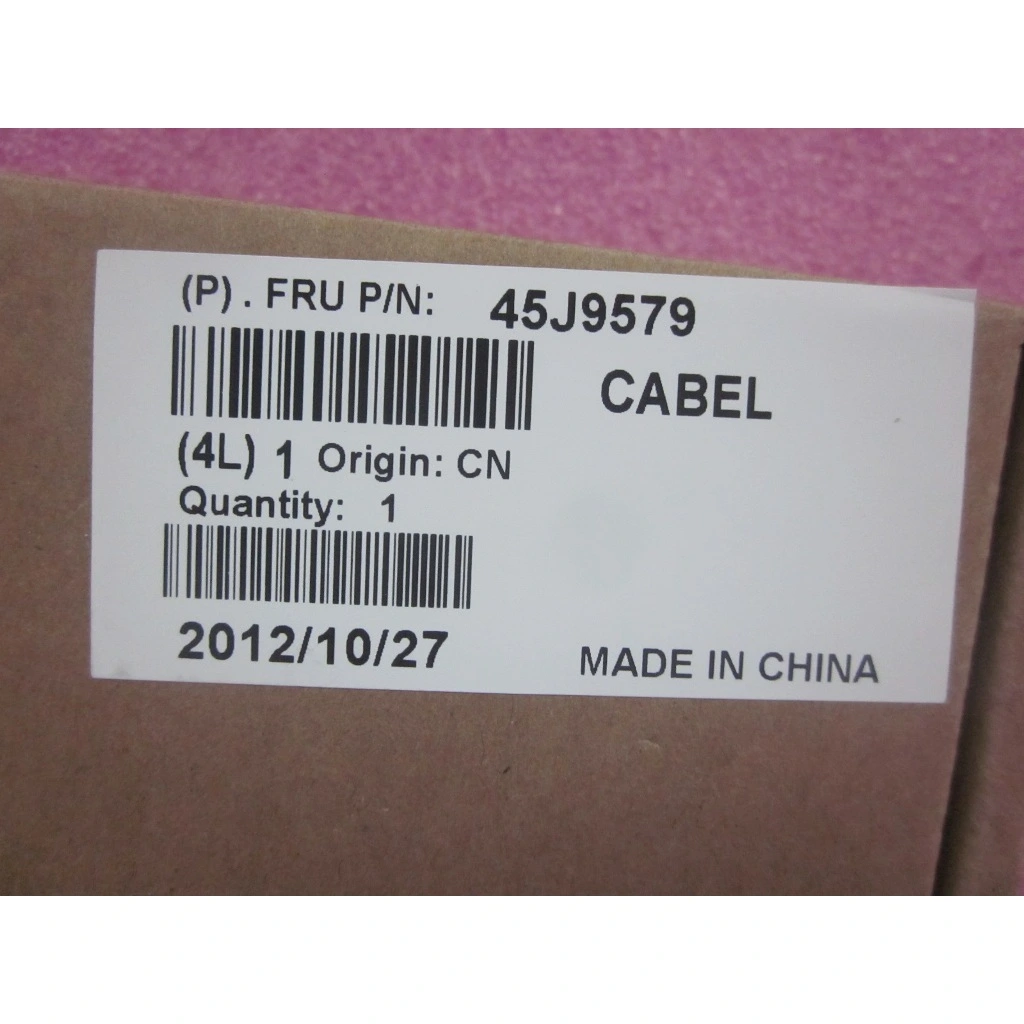 (P) . FRU P/N: 45J9579
CABEL
(4L) 1 Origin: CN
Quantity: 1
2012/10/27
MADE IN CHINA